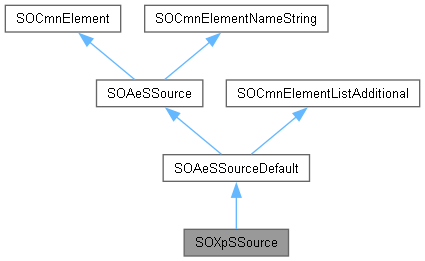 SOCmnElement
SOCmnElementNameString
SOAeSSource
SOCmnElementListAdditional
SOAeSSourceDefault
SOXpSSource